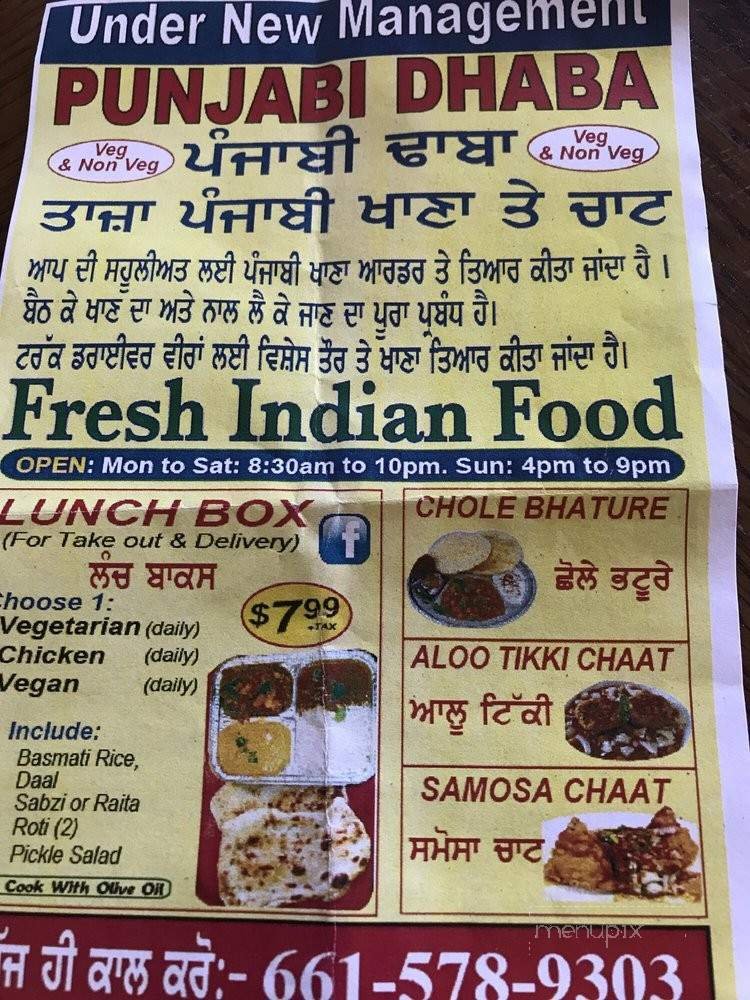 Under New Management
PUNJABI DHABA
Veg & Non Veg
ਪੰਜਾਬੀ ਢਾਬਾ
Veg & Non Veg
ਤਾਜ਼ਾ ਪੰਜਾਬੀ ਖਾਣਾ ਤੇ ਚਾਟ
ਆਪ ਦੀ ਸਹੂਲੀਅਤ ਲਈ ਪੰਜਾਬੀ ਖਾਣਾ ਆਰਡਰ ਤੇ ਤਿਆਰ ਕੀਤਾ ਜਾਂਦਾ ਹੈ ।
ਬੈਠ ਕੇ ਖਾਣ ਦਾ ਅਤੇ ਨਾਲ ਲੈ ਕੇ ਜਾਣ ਦਾ ਪੂਰਾ ਪ੍ਰਬੰਧ ਹੈ।
ਟਰੱਕ ਡਰਾਈਵਰ ਵੀਰਾਂ ਲਈ ਵਿਸ਼ੇਸ ਤੌਰ ਤੇ ਖਾਣਾ ਤਿਆਰ ਕੀਤਾ ਜਾਂਦਾ ਹੈ।
Fresh Indian Food
OPEN: Mon to Sat: 8:30am to 10pm. Sun: 4pm to 9pm
LUNCH BOX
(For Take out & Delivery)
f
ਲੰਚ ਬਾਕਸ
Choose 1:
$7.99
+TAX
Vegetarian (daily)
Chicken (daily)
Vegan (daily)
Include:
Basmati Rice,
Daal
Sabzi or Raita
Roti (2)
Pickle Salad
Cook With Olive Oil
CHOLE BHATURE
ਛੋਲੇ ਭਟੂਰੇ
ALOO TIKKI CHAAT
ਆਲੂ ਟਿੱਕੀ
SAMOSA CHAAT
ਸਮੋਸਾ ਚਾਟ
menupix
ਹੀ ਕਾਲ ਕਰੋ:- 661-578-9303